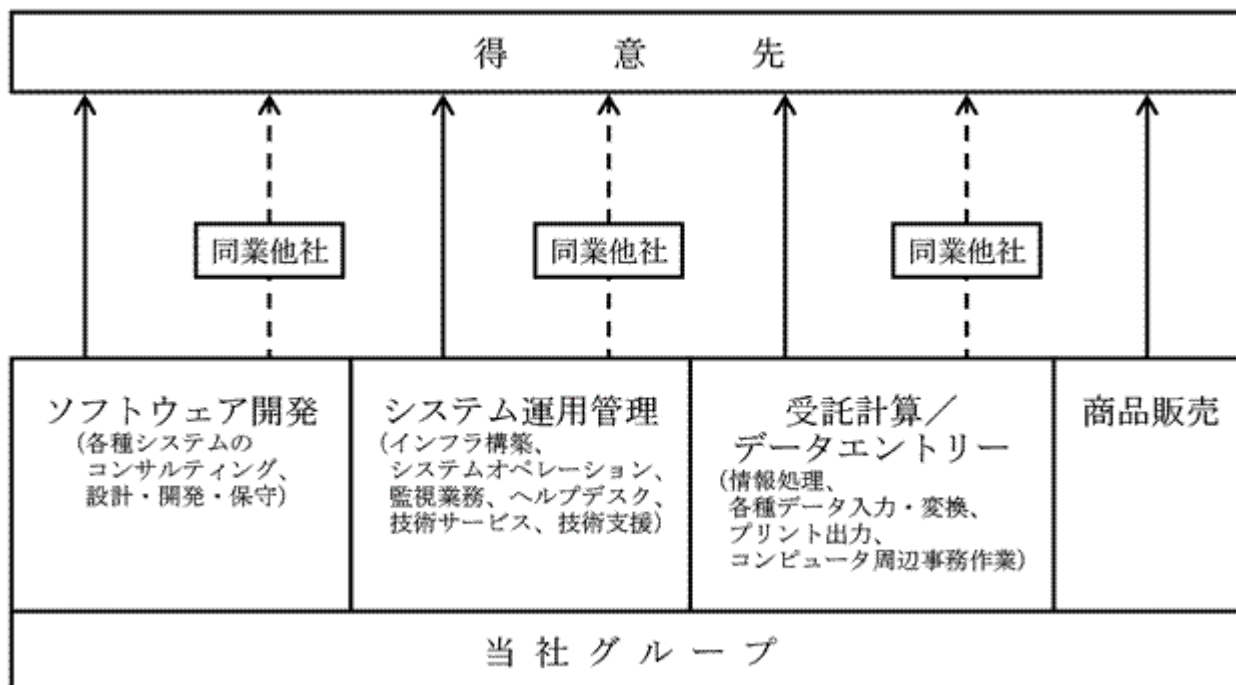 得意先
同業他社
同業他社
同業他社
ソフトウェア開発
(各種システムの
コンサルティング、
設計・開発・保守)
システム運用管理
(インフラ構築、
システムオペレーション、
監視業務、ヘルプデスク、
技術サービス、技術支援)
受託計算/
データエントリー
(情報処理、
各種データ入力・変換、
プリント出力、
コンピュータ周辺事務作業)
商品販売
当社グループ